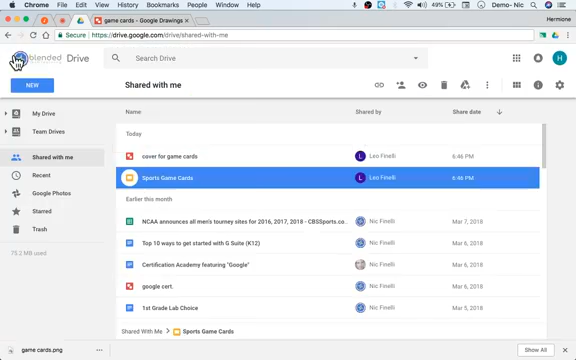 Chrome File Edit View History Bookmarks People Window Help 49% Demo- Nic
game cards - Google Drawings
Hermione
Secure https://drive.google.com/drive/shared-with-me
blended Drive
Search Drive
H
NEW
Shared with me
My Drive
Team Drives
Shared with me
Recent
Google Photos
Starred
Trash
75.2 MB used
Name Shared by Share date
Today
cover for game cards L Leo Finelli 6:46 PM
Sports Game Cards L Leo Finelli 6:46 PM
Earlier this month
NCAA announces all men's tourney sites for 2016, 2017, 2018 - CBSSports.co... Nic Finelli Mar 7, 2018
Top 10 ways to get started with G Suite (K12) Nic Finelli Mar 6, 2018
Certification Academy featuring "Google" Nic Finelli Mar 6, 2018
google cert. Nic Finelli Mar 6, 2018
1st Grade Lab Choice Nic Finelli Mar 5, 2018
Shared With Me > Sports Game Cards
game cards.png
Show All